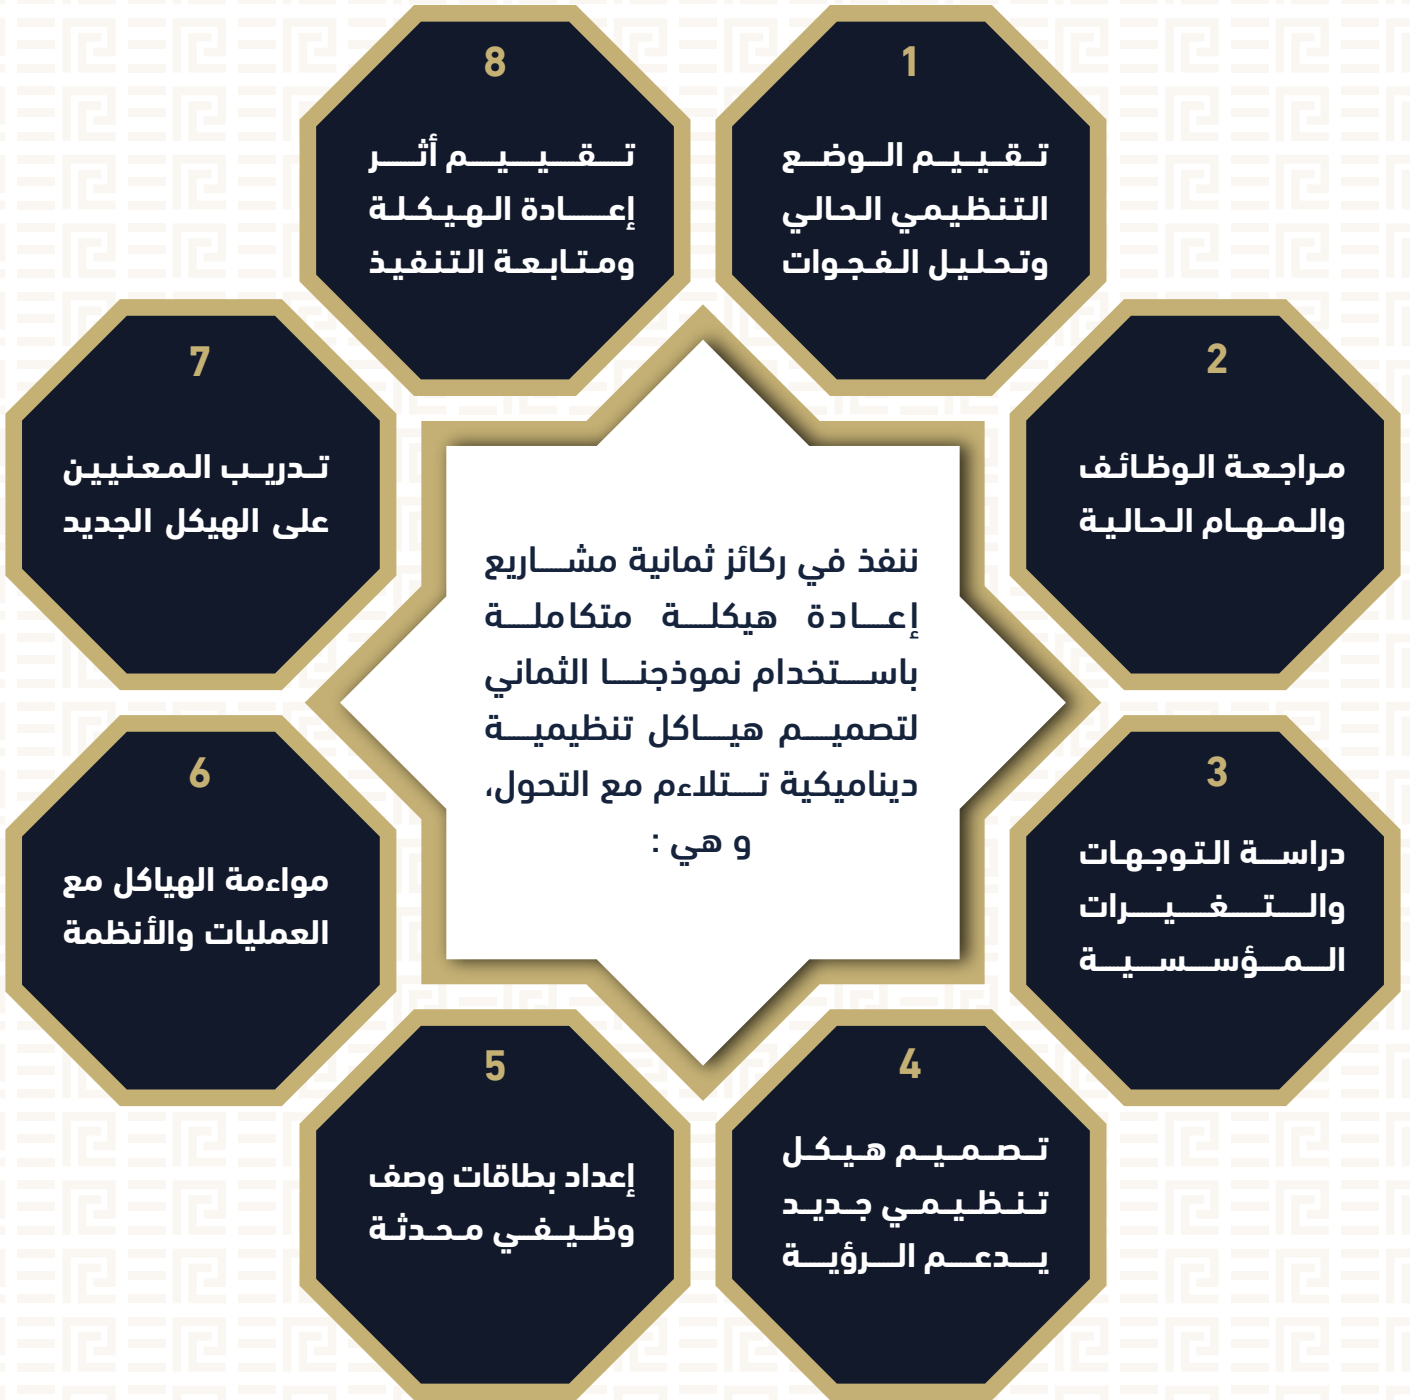 ننفذ في ركائز ثمانية مشاريع
إعادة هيكلة متكاملة
باستخدام نموذجنا الثماني
لتصميم هياكل تنظيمية
ديناميكية تتلاءم مع التحول،
و هي :
1
تقييم الوضع
التنظيمي الحالي
وتحليل الفجوات
2
مراجعة الوظائف
والمهام الحالية
3
دراسة التوجهات
والتغيرات
المؤسسية
4
تصميم هيكل
تنظيمي جديد
يدعم الرؤية
5
إعداد بطاقات وصف
وظيفي محدثة
6
مواءمة الهياكل مع
العمليات والأنظمة
7
تدريب المعنيين
على الهيكل الجديد
8
تقييم أثر
إعادة الهيكلة
ومتابعة التنفيذ